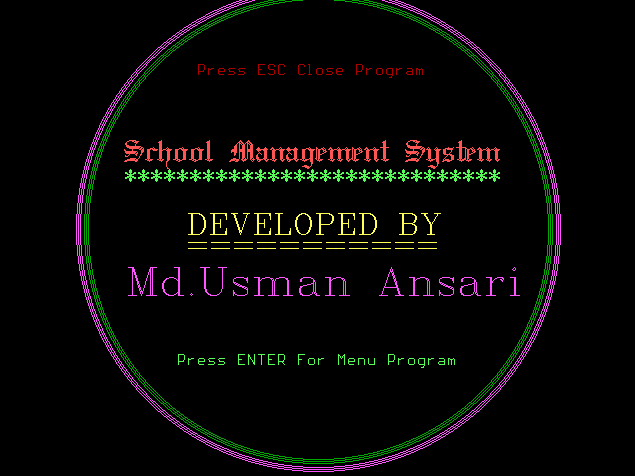 Press ESC Close Program
School Management System
*****************************
DEVELOPED BY
===========
Md.Usman Ansari
Press ENTER For Menu Program